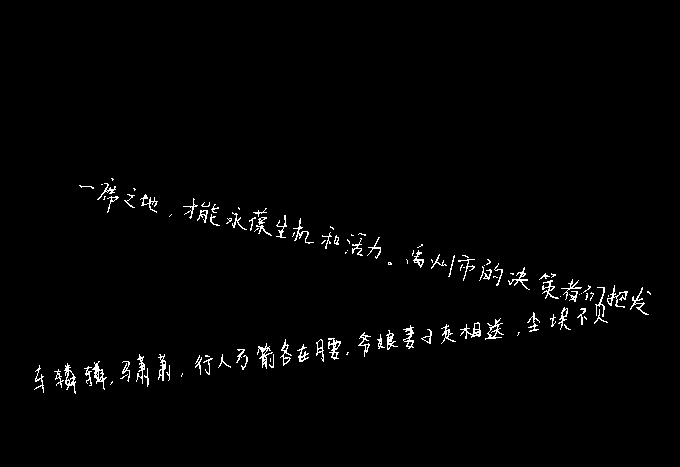 一席之地，才能永葆生机和活力。禹州市的决策者们把发
车辚辚，马萧萧，行人弓箭各在腰，爷娘妻子走相送，尘埃不见